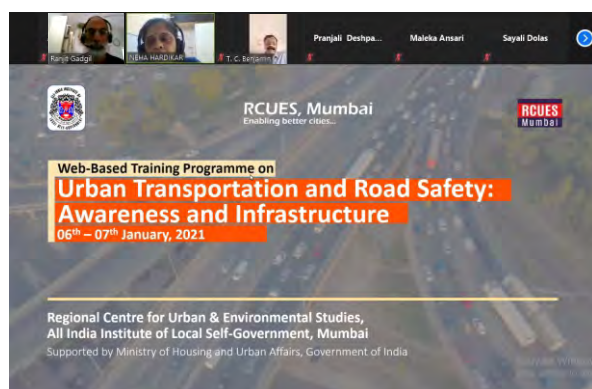 Pranjali Deshpa...
Maleka Ansari
Sayali Dolas
Ranjit Gadgil
NEHA HARDIKAR
T. C. Benjamin
RCUES, Mumbai
Enabling better cities...
RCUES
Mumbai
Web-Based Training Programme on
Urban Transportation and Road Safety:
Awareness and Infrastructure
06th – 07th January, 2021
Regional Centre for Urban & Environmental Studies,
All India Institute of Local Self-Government, Mumbai
Supported by Ministry of Housing and Urban Affairs, Government of India